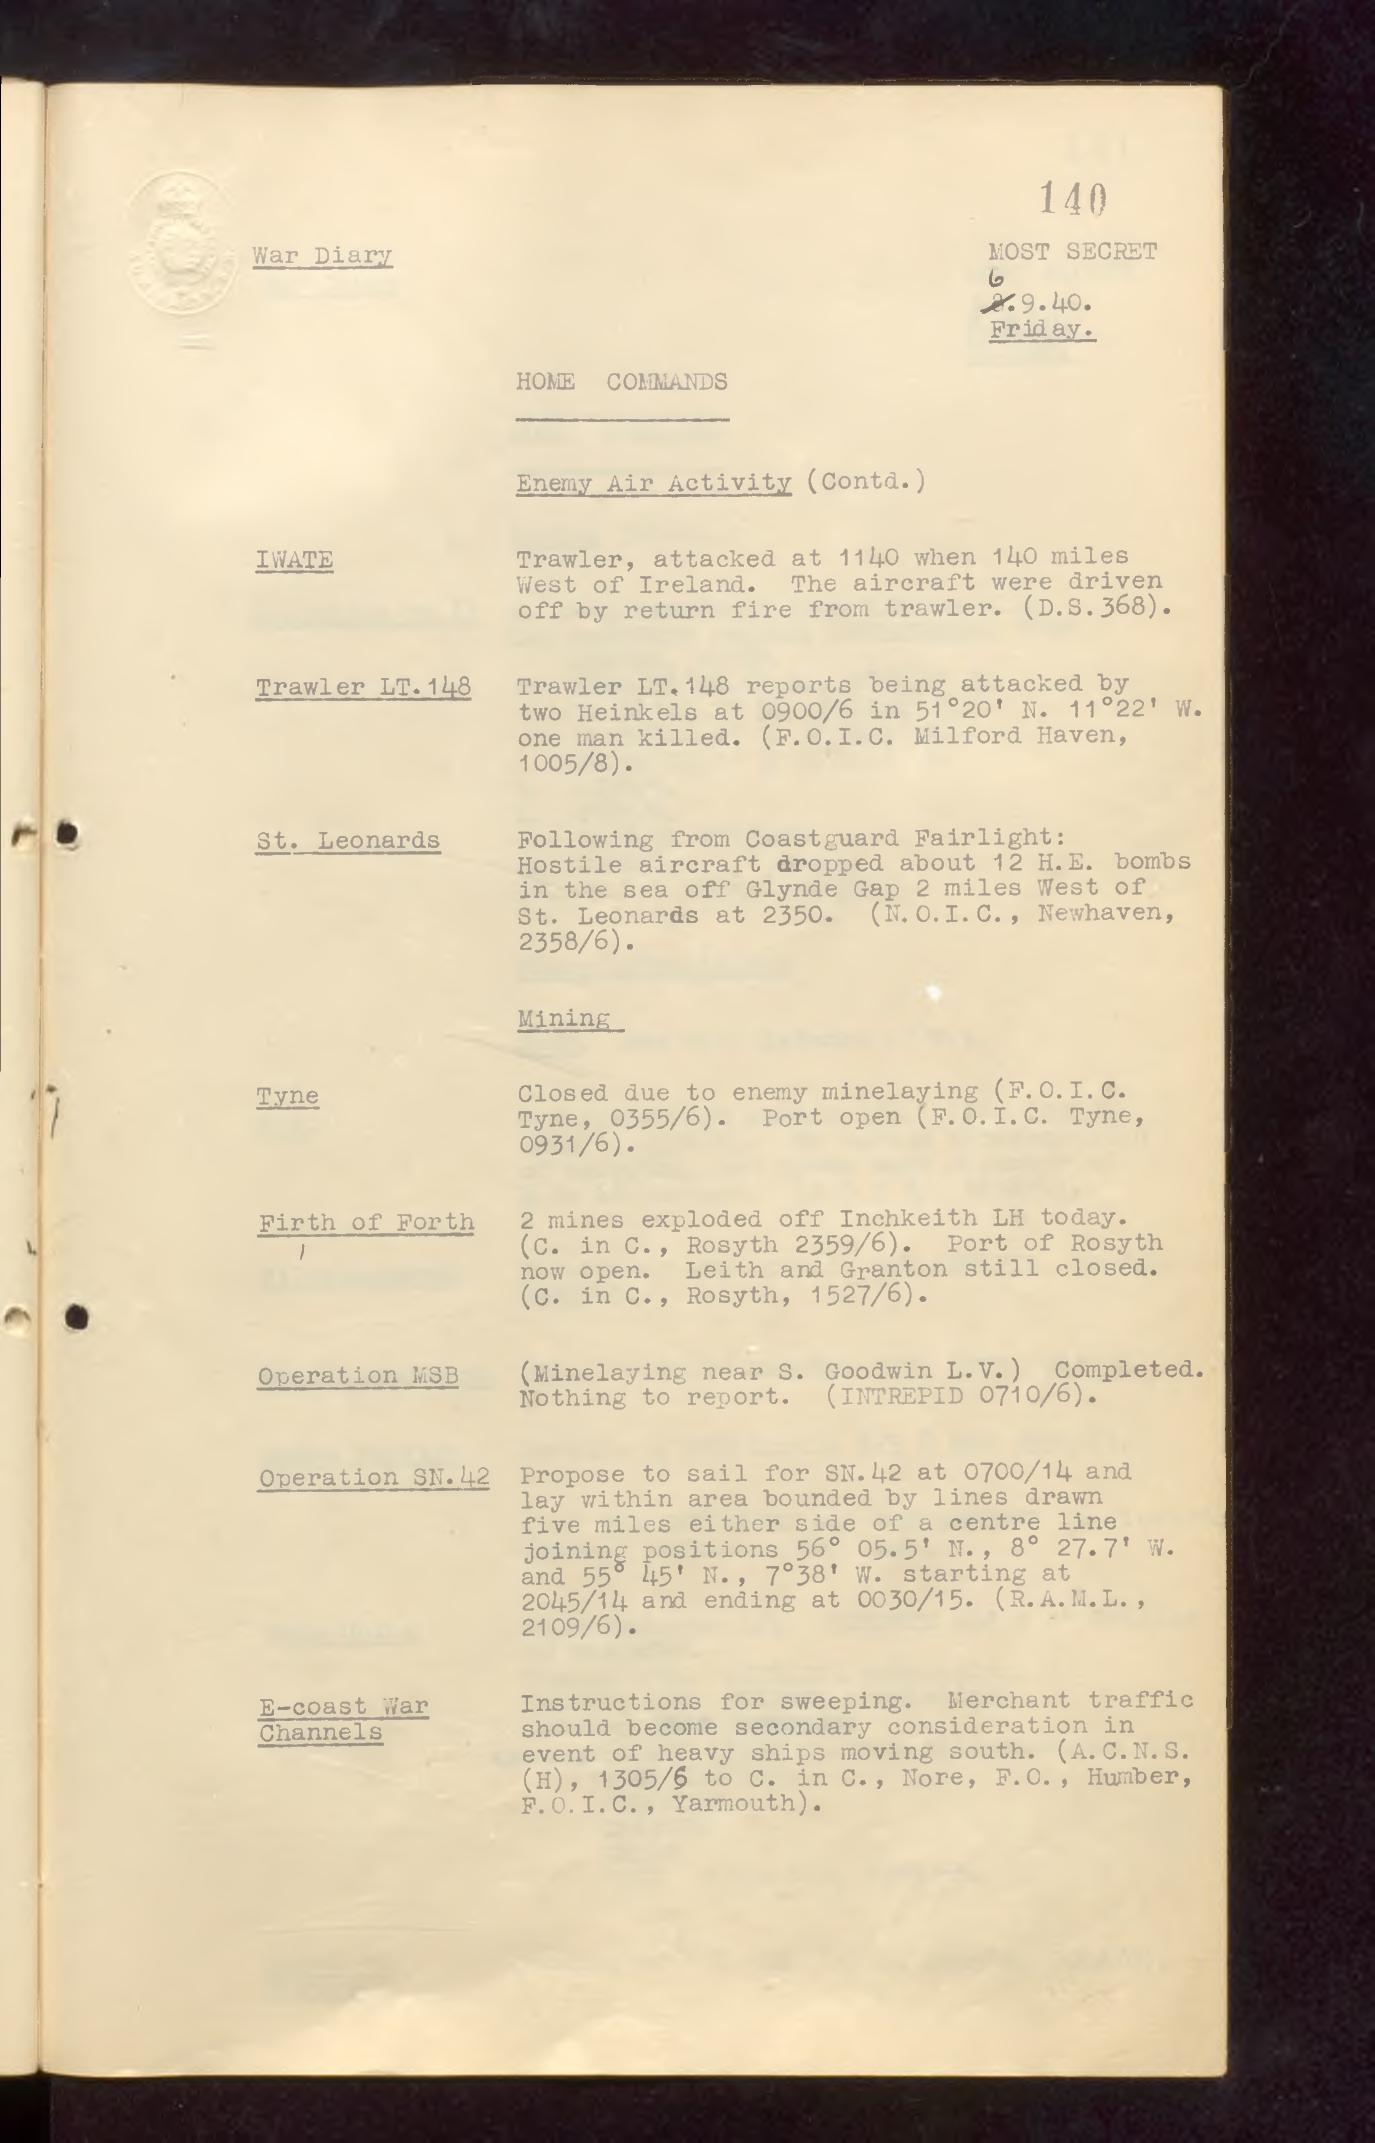 140
War Diary
MOST SECRET
6
8.9.40.
Friday.
HOME COMMANDS
Enemy Air Activity (Contd.)
IWATE Trawler, attacked at 1140 when 140 miles
West of Ireland. The aircraft were driven
off by return fire from trawler. (D.S.368).
Trawler LT.148 Trawler LT.148 reports being attacked by
two Heinkels at 0900/6 in 51°20' N. 11°22' W.
one man killed. (F.O.I.C. Milford Haven,
1005/8).
St. Leonards Following from Coastguard Fairlight:
Hostile aircraft dropped about 12 H.E. bombs
in the sea off Glynde Gap 2 miles West of
St. Leonards at 2350. (N.O.I.C., Newhaven,
2358/6).
Mining
Tyne Closed due to enemy minelaying (F.O.I.C.
Tyne, 0355/6). Port open (F.O.I.C. Tyne,
0931/6).
Firth of Forth 2 mines exploded off Inchkeith LH today.
(C. in C., Rosyth 2359/6). Port of Rosyth
now open. Leith and Granton still closed.
(C. in C., Rosyth, 1527/6).
Operation MSB (Minelaying near S. Goodwin L.V.) Completed.
Nothing to report. (INTREPID 0710/6).
Operation SN.42 Propose to sail for SN.42 at 0700/14 and
lay within area bounded by lines drawn
five miles either side of a centre line
joining positions 56° 05.5' N., 8° 27.7' W.
and 55° 45' N., 7°38' W. starting at
2045/14 and ending at 0030/15. (R.A.M.L.,
2109/6).
E-coast War Instructions for sweeping. Merchant traffic
Channels should become secondary consideration in
event of heavy ships moving south. (A.C.N.S.
(H), 1305/6 to C. in C., Nore, F.O., Humber,
F.O.I.C., Yarmouth).